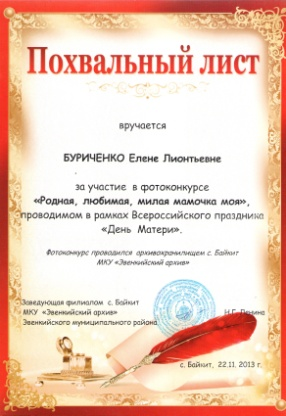 Похвальный лист
вручается
БУРИЧЕНКО Елене Лионтьевне
за участие в фотоконкурсе
«Родная, любимая, милая мамочка моя»,
проводимом в рамках Всероссийского праздника
«День Матери».
Фотоконкурс проводился архивохранилищем с. Байкит
МКУ «Эвенкийский архив»
Заведующая филиалом с. Байкит
МКУ «Эвенкийский архив»
Эвенкийского муниципального района
Н.Г.
с. Байкит, 22.11. 2013 г.